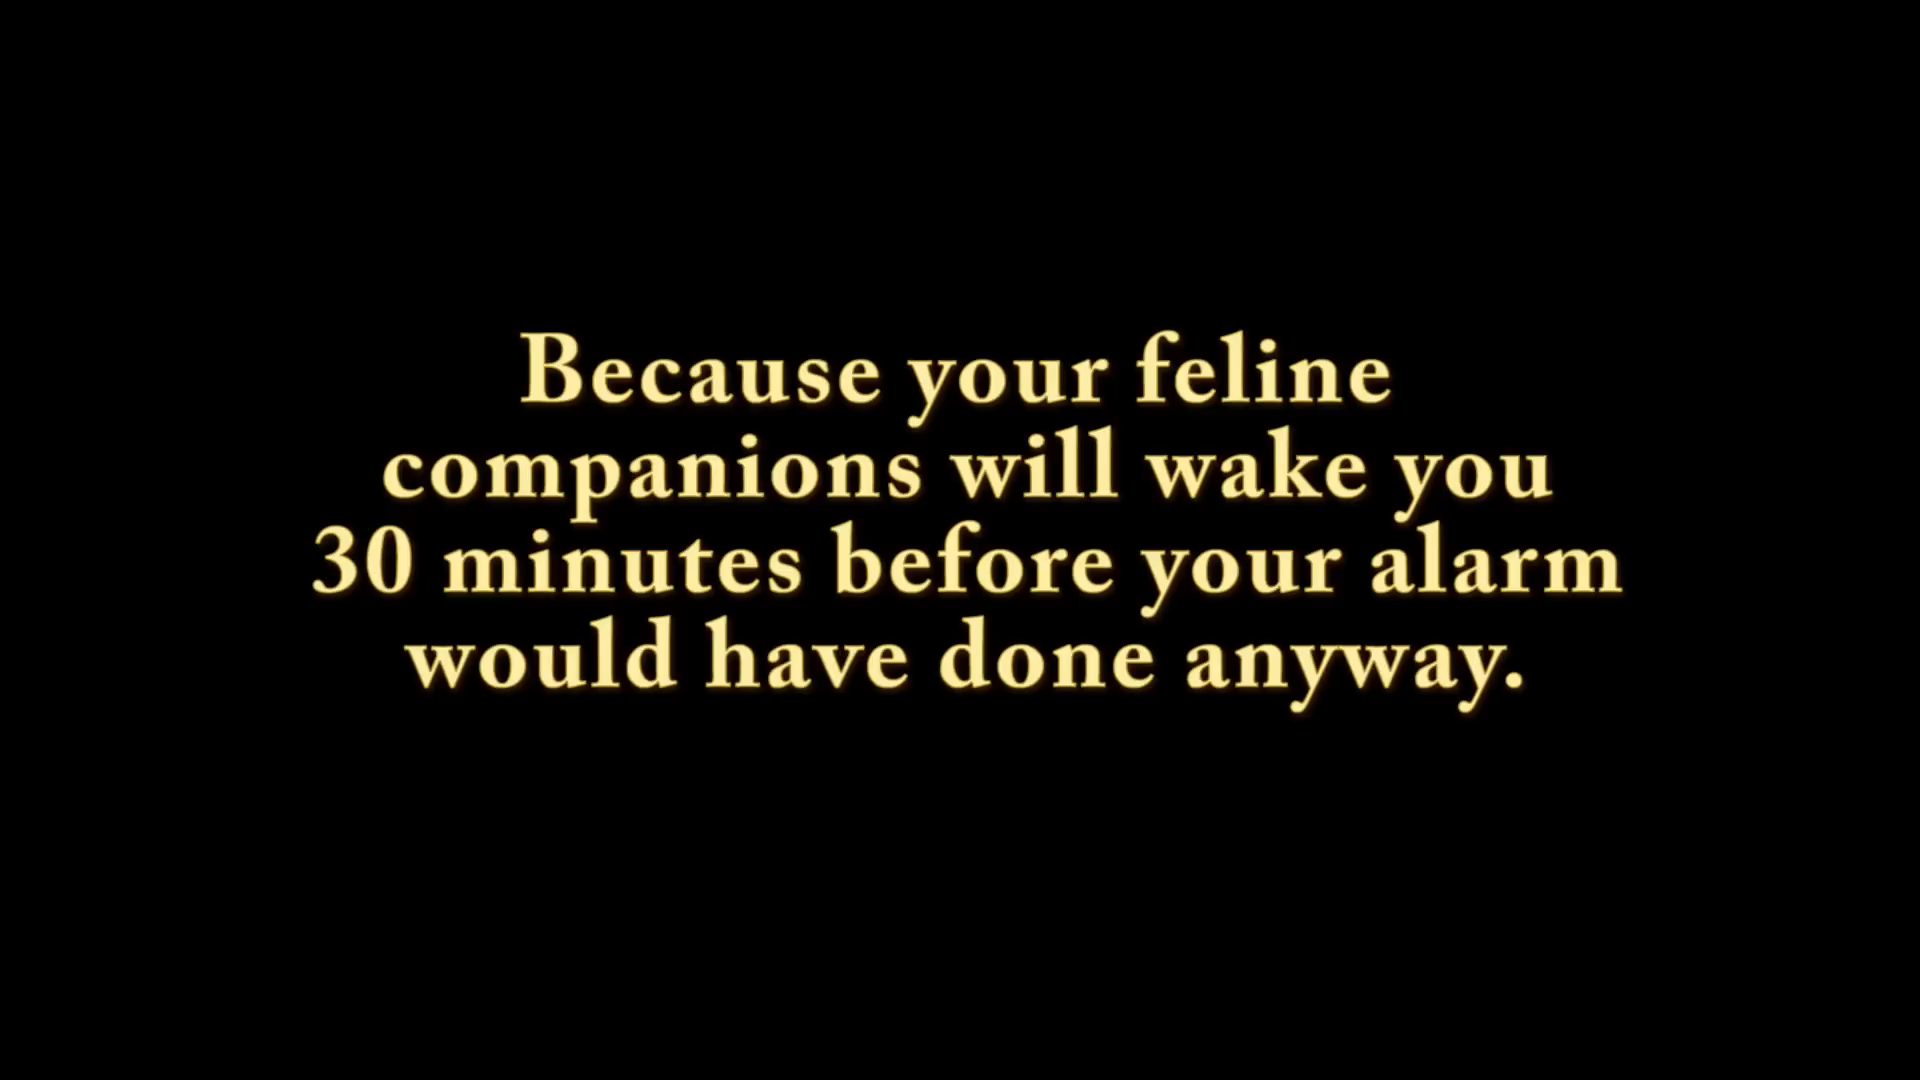 Because your feline
companions will wake you
30 minutes before your alarm
would have done anyway.